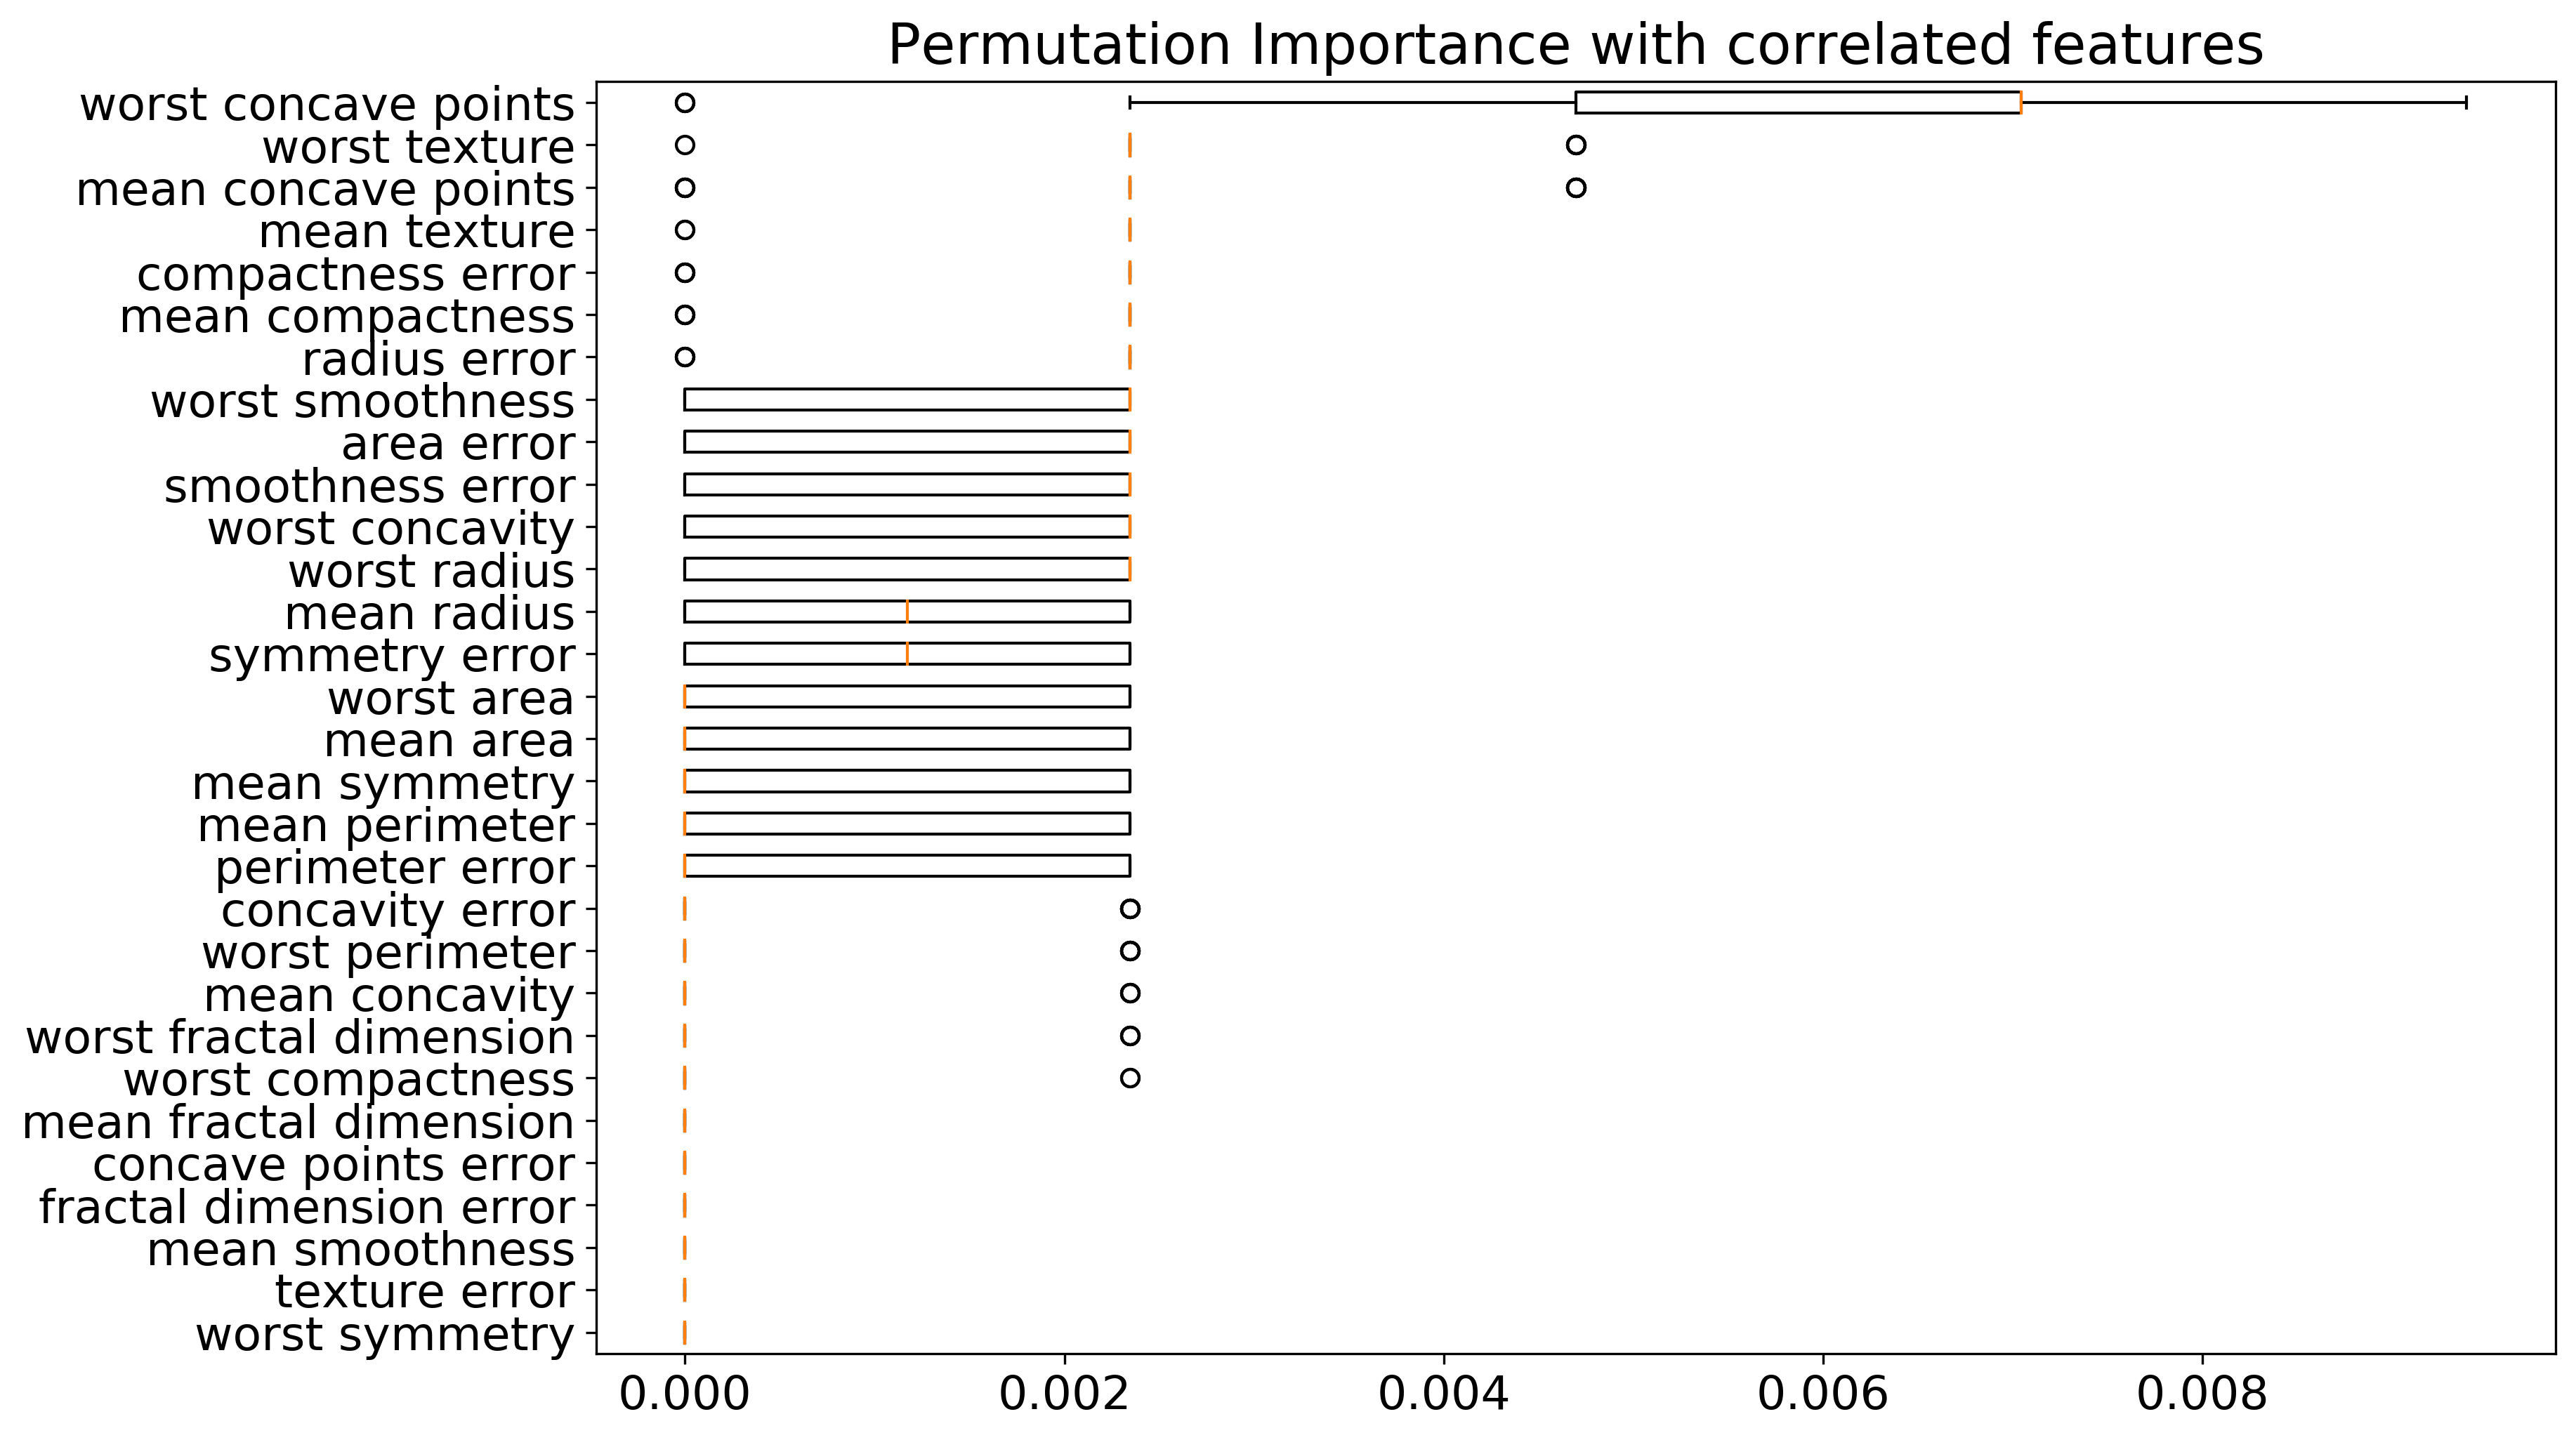 Permutation Importance with correlated features
worst concave points
worst texture
mean concave points
mean texture
compactness error
mean compactness
radius error
worst smoothness
area error
smoothness error
worst concavity
worst radius
mean radius
symmetry error
worst area
mean area
mean symmetry
mean perimeter
perimeter error
concavity error
worst perimeter
mean concavity
worst fractal dimension
worst compactness
mean fractal dimension
concave points error
fractal dimension error
mean smoothness
texture error
worst symmetry
0.000 0.002 0.004 0.006 0.008